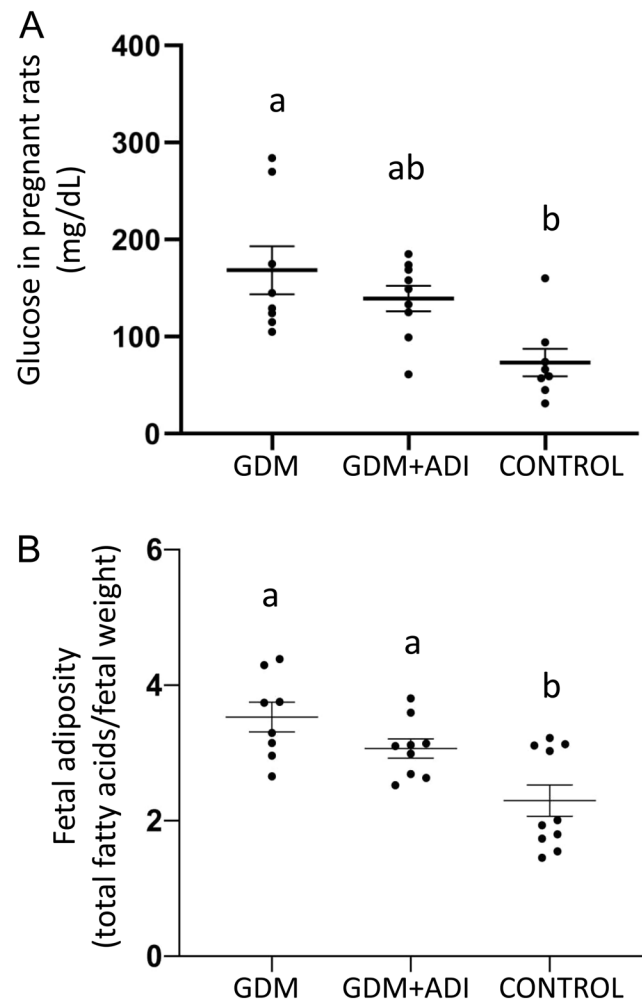 A
Glucose in pregnant rats
(mg/dL)
400
300
200
100
0
a
ab
b
GDM
GDM+ADI
CONTROL
B
Fetal adiposity
(total fatty acids/fetal weight)
6
4
2
0
a
a
b
GDM
GDM+ADI
CONTROL